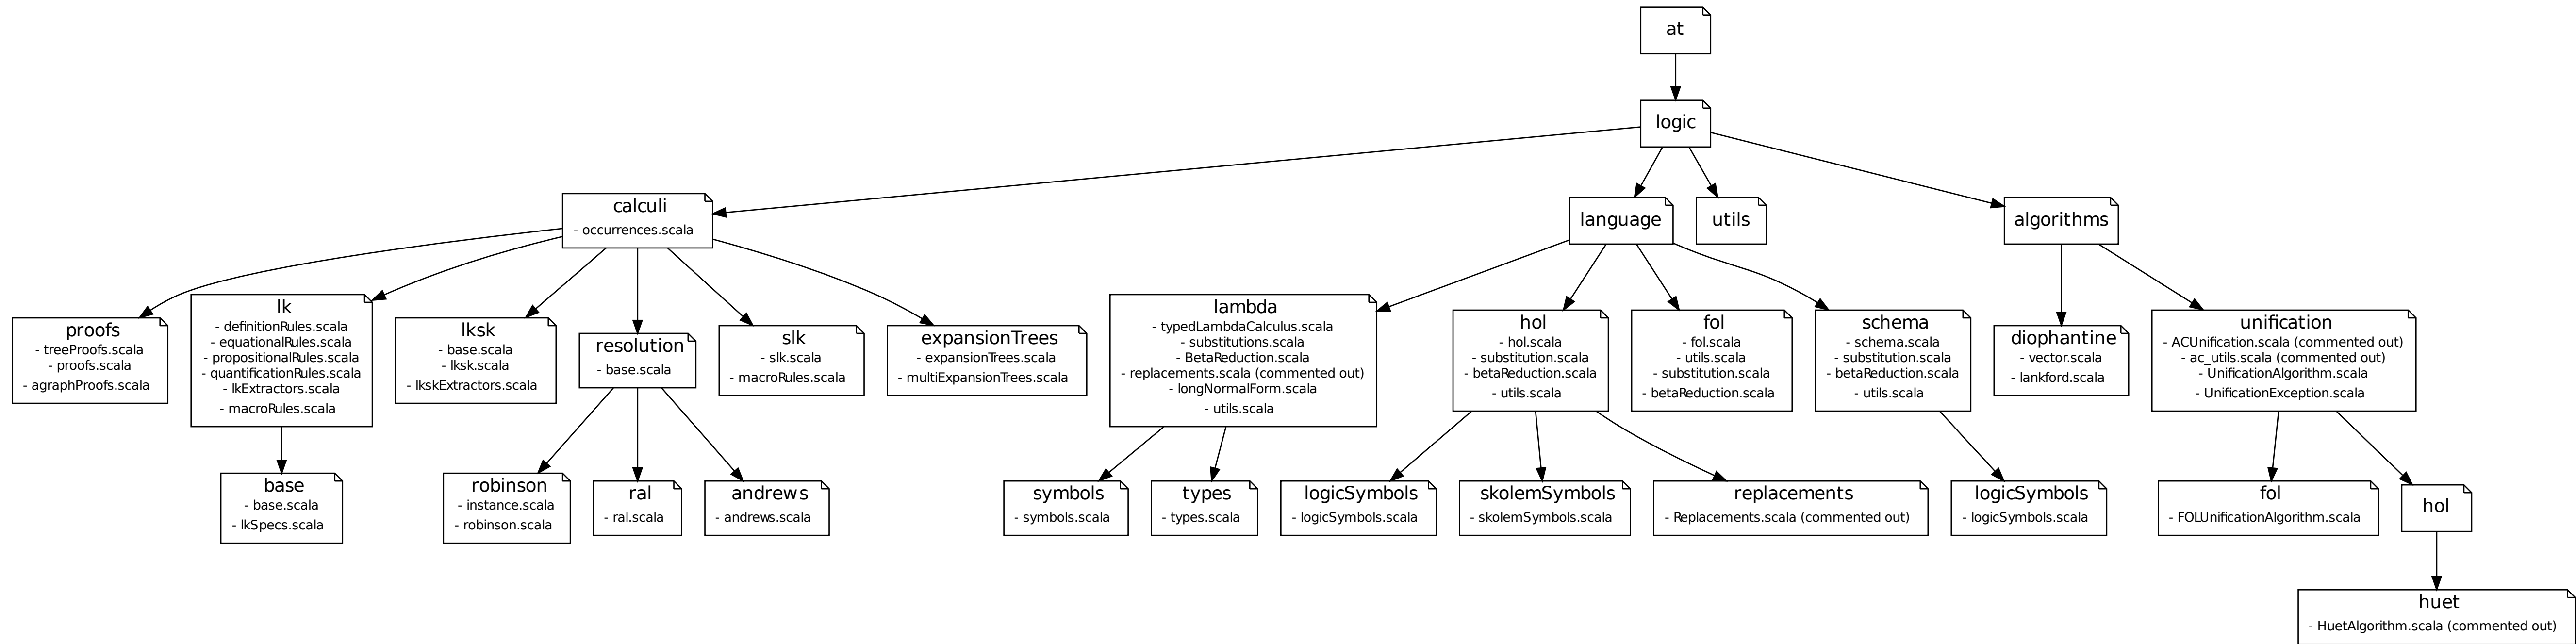 at
logic
calculi
- occurrences.scala
language
utils
algorithms
proofs
- treeProofs.scala
- proofs.scala
- agraphProofs.scala
lk
- definitionRules.scala
- equationalRules.scala
- propositionalRules.scala
- quantificationRules.scala
- lkExtractors.scala
- macroRules.scala
lksk
- base.scala
- lksk.scala
- lkskExtractors.scala
resolution
- base.scala
slk
- slk.scala
- macroRules.scala
expansionTrees
- expansionTrees.scala
- multiExpansionTrees.scala
lambda
- typedLambdaCalculus.scala
- substitutions.scala
- BetaReduction.scala
- replacements.scala (commented out)
- longNormalForm.scala
- utils.scala
hol
- hol.scala
- substitution.scala
- betaReduction.scala
- utils.scala
fol
- fol.scala
- utils.scala
- substitution.scala
- betaReduction.scala
schema
- schema.scala
- substitution.scala
- betaReduction.scala
- utils.scala
diophantine
- vector.scala
- lankford.scala
unification
- ACUnification.scala (commented out)
- ac_utils.scala (commented out)
- UnificationAlgorithm.scala
- UnificationException.scala
base
- base.scala
- lkSpecs.scala
robinson
- instance.scala
- robinson.scala
ral
- ral.scala
andrews
- andrews.scala
symbols
- symbols.scala
types
- types.scala
logicSymbols
- logicSymbols.scala
skolemSymbols
- skolemSymbols.scala
replacements
- Replacements.scala (commented out)
logicSymbols
- logicSymbols.scala
fol
- FOLUnificationAlgorithm.scala
hol
huet
- HuetAlgorithm.scala (commented out)